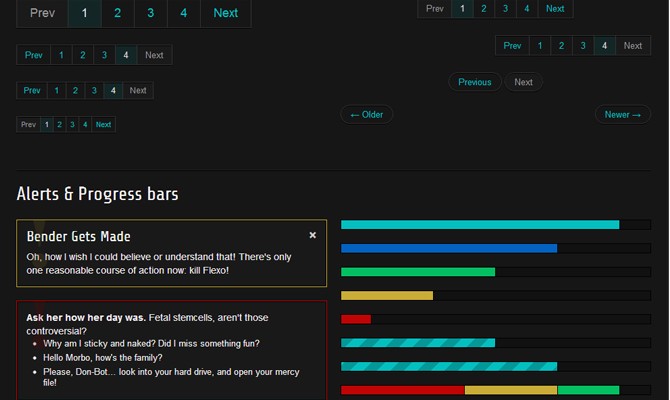 Prev 1 2 3 4 Next
Prev 1 2 3 4 Next
Prev 1 2 3 4 Next
Prev 1 2 3 4 Next
Previous Next
Prev 1 2 3 4 Next
← Older Newer →
Prev 1 2 3 4 Next
Alerts & Progress bars
Bender Gets Made ×
Oh, how I wish I could believe or understand that! There's only
one reasonable course of action now: kill Flexo!
Ask her how her day was. Fetal stemcells, aren't those
controversial?
• Why am I sticky and naked? Did I miss something fun?
• Hello Morbo, how's the family?
• Please, Don-Bot... look into your hard drive, and open your mercy
file!